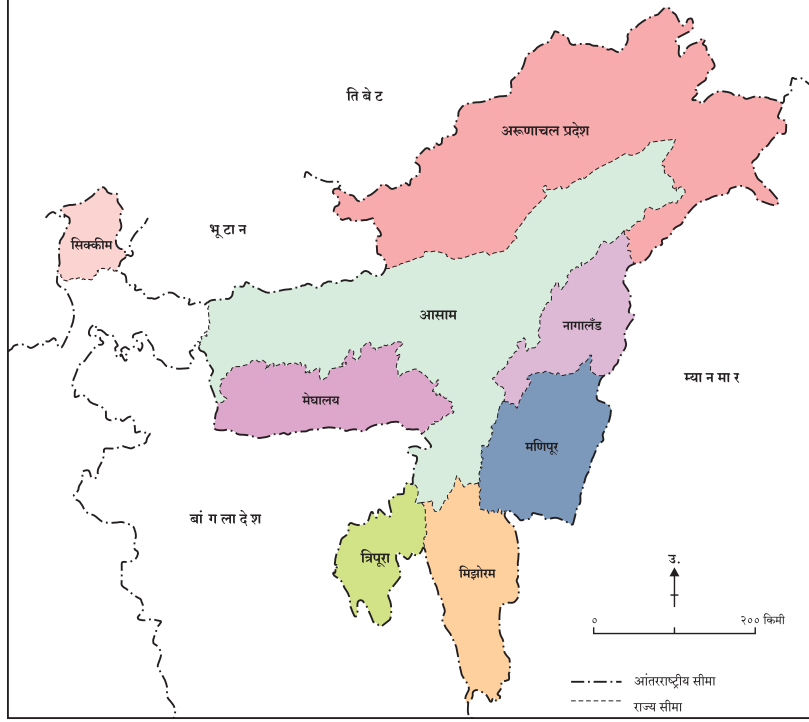 ति बे ट
अरूणाचल प्रदेश
भू टा न
सिक्कीम
आसाम
नागालँड
म्या न मा र
मेघालय
मणिपूर
बां ग ला दे श
त्रिपूरा
मिझोरम
उ.
० २०० किमी
आंतरराष्ट्रीय सीमा
राज्य सीमा